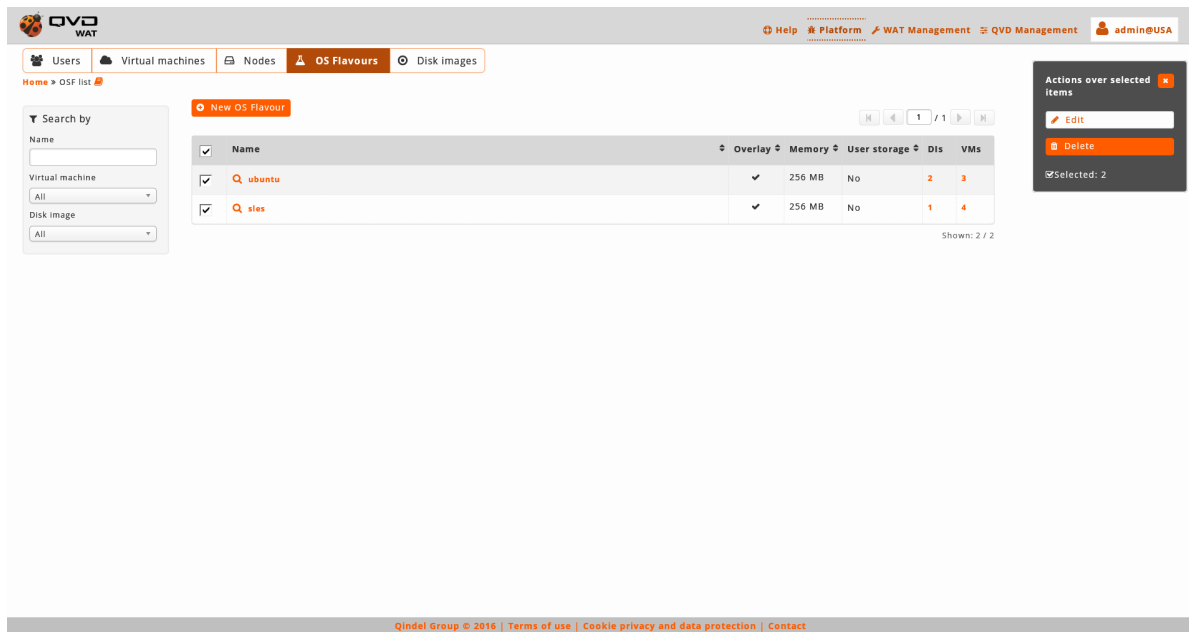 QVD
WAT
Help Platform WAT Management QVD Management admin@USA
Users Virtual machines Nodes OS Flavours Disk images
Home » OSF list
Search by
Name
Virtual machine
All
Disk image
All
New OS Flavour
1 / 1
Name Overlay Memory User storage DIs VMs
ubuntu 256 MB No 2 3
sles 256 MB No 1 4
Shown: 2 / 2
Actions over selected
items
Edit
Delete
Selected: 2
Qindel Group © 2016 | Terms of use | Cookie privacy and data protection | Contact